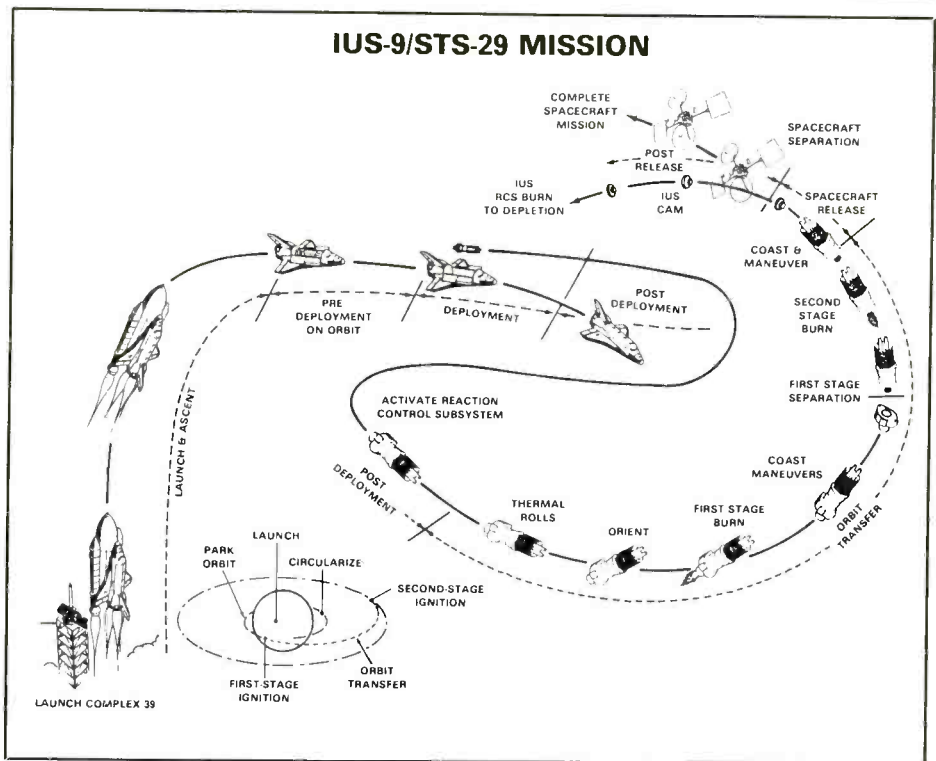 IUS-9/STS-29 MISSION
COMPLETE
SPACECRAFT
MISSION
SPACECRAFT
SEPARATION
POST
RELEASE
IUS
RCS BURN
TO DEPLETION
IUS
CAM
SPACECRAFT
RELEASE
COAST &
MANEUVER
SECOND
STAGE
BURN
FIRST STAGE
SEPARATION
PRE
DEPLOYMENT
ON ORBIT
DEPLOYMENT
POST
DEPLOYMENT
LAUNCH & ASCENT
ACTIVATE REACTION
CONTROL SUBSYSTEM
POST
DEPLOYMENT
THERMAL
ROLLS
ORIENT
FIRST STAGE
BURN
COAST
MANEUVERS
ORBIT
TRANSFER
LAUNCH
PARK
ORBIT
CIRCULARIZE
SECOND-STAGE
IGNITION
FIRST-STAGE
IGNITION
ORBIT
TRANSFER
LAUNCH COMPLEX 39